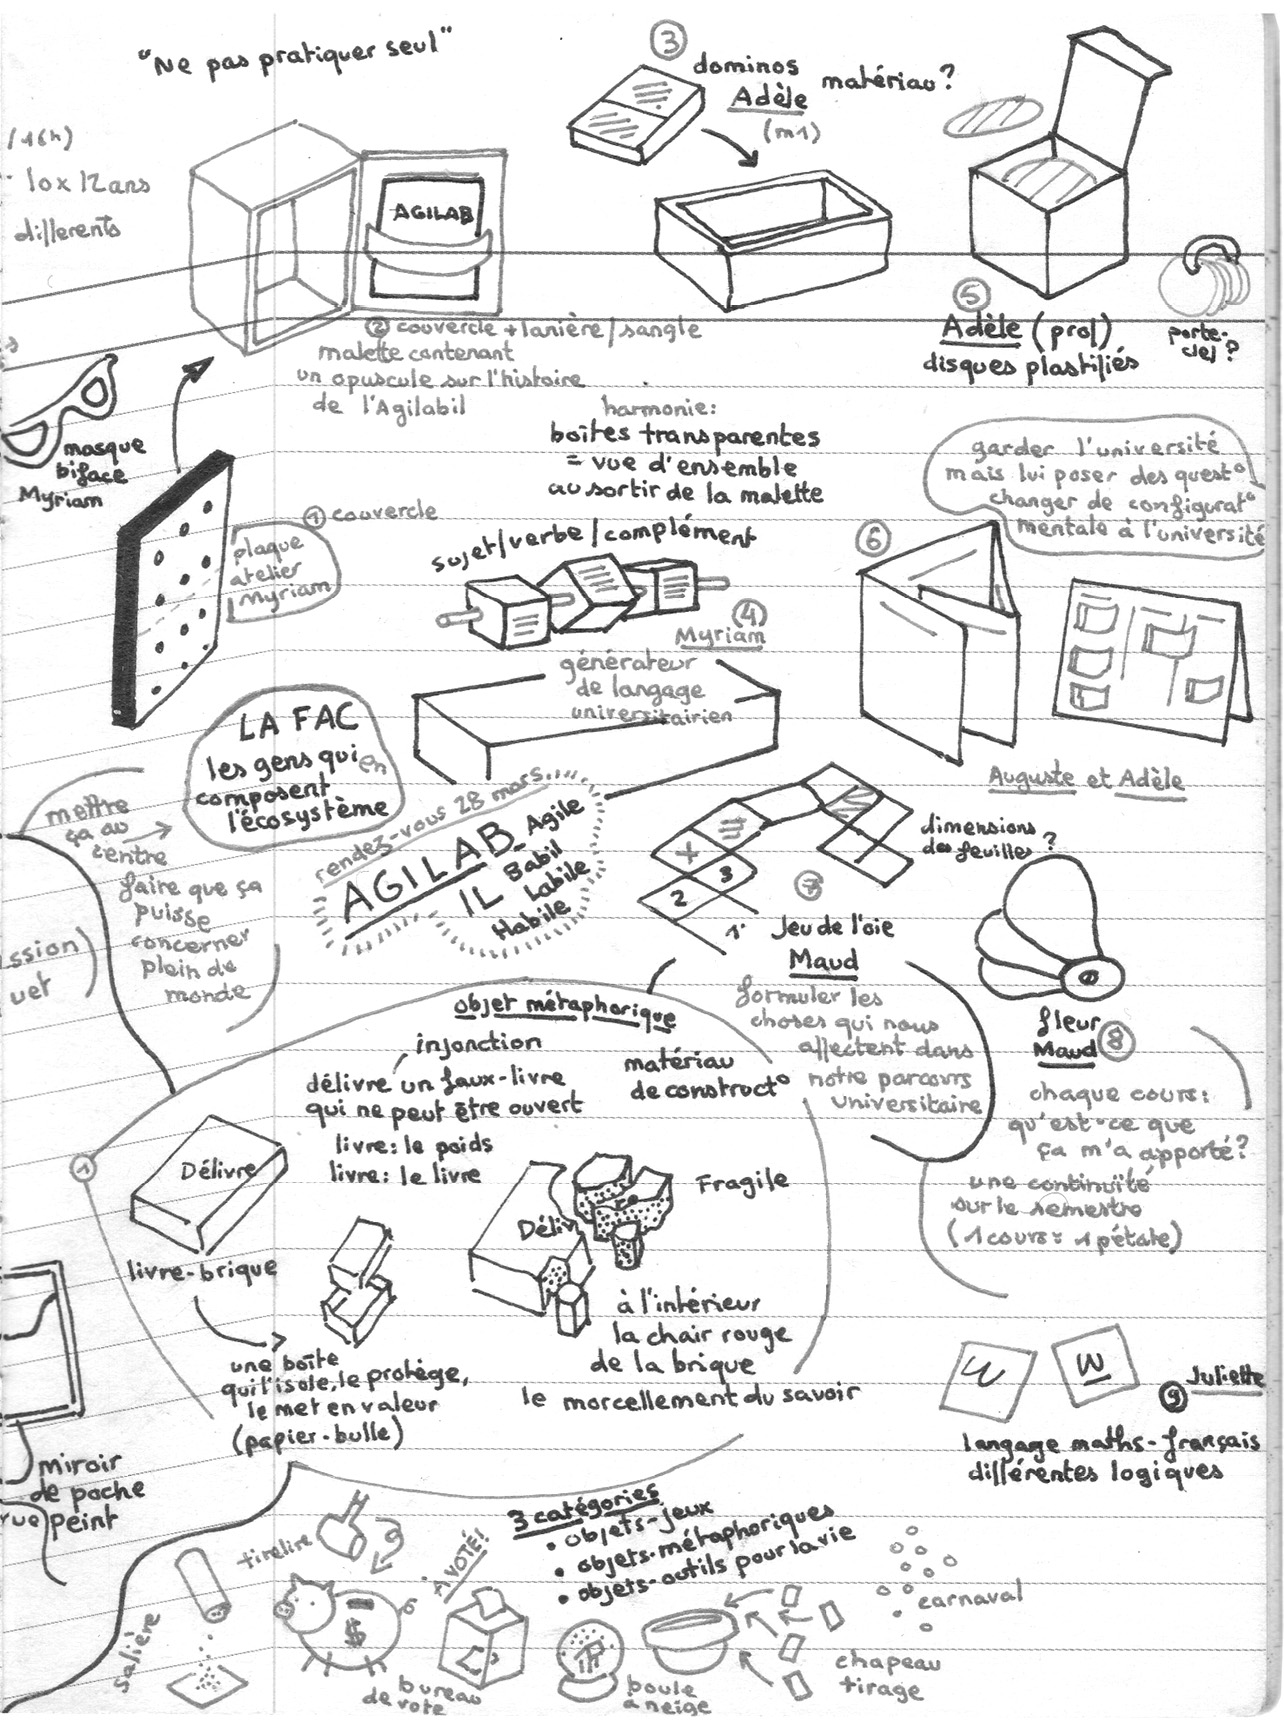 "Ne pas pratiquer seul"
/16h)
10x12ans
differents
AGILAB
② couvercle + lanière/sangle
malette contenant
un opuscule sur l'histoire
de l'Agilabil
③
dominos
Adèle
(m1)
matériau?
⑤
Adèle (prof)
disques plastifiés
porte-
clef?
masque
biface
Myriam
① couvercle
plaque
atelier
Myriam
harmonie:
boîtes transparentes
= vue d'ensemble
au sortir de la malette
sujet/verbe/complément
④
Myriam
générateur
de langage
universitairien
garder l'université
mais lui poser des quest°
changer de configurat°
mentale à l'université
⑥
Auguste et Adèle
LA FAC
les gens qui en
composent
l'écosystème
mettre
ça au
centre
faire que ça
puisse
concerner
plein de
monde
ssion)
uet
rendez-vous 28 mars...
AGILAB
IL
Agile
Babil
Labile
Habile
dimensions
des feuilles?
1
2
3
⑦
Jeu de l'oie
Maud
formuler les
choses qui nous
affectent dans
notre parcours
universitaire
fleur
Maud ⑧
chaque cours:
qu'est-ce que
ça m'a apporté?
une continuité
sur le semestre
(1 cours = 1 pétale)
①
objet métaphorique
injonction
délivre un faux-livre
qui ne peut être ouvert
livre: le poids
livre: le livre
matériau
de construct°
Délivre
livre-brique
une boîte
qui l'isole, le protège,
le met en valeur
(papier-bulle)
Déliv
re
Fragile
à l'intérieur
la chair rouge
de la brique
le morcellement du savoir
W
W
⑨ Juliette
langage maths-français
différentes logiques
miroir
de poche
peint
3 catégories
• objets-jeux
• objets-métaphoriques
• objets-outils pour la vie
salière
tirelire
$
A VOTÉ!
bureau
de vote
boule
à neige
chapeau
tirage
carnaval